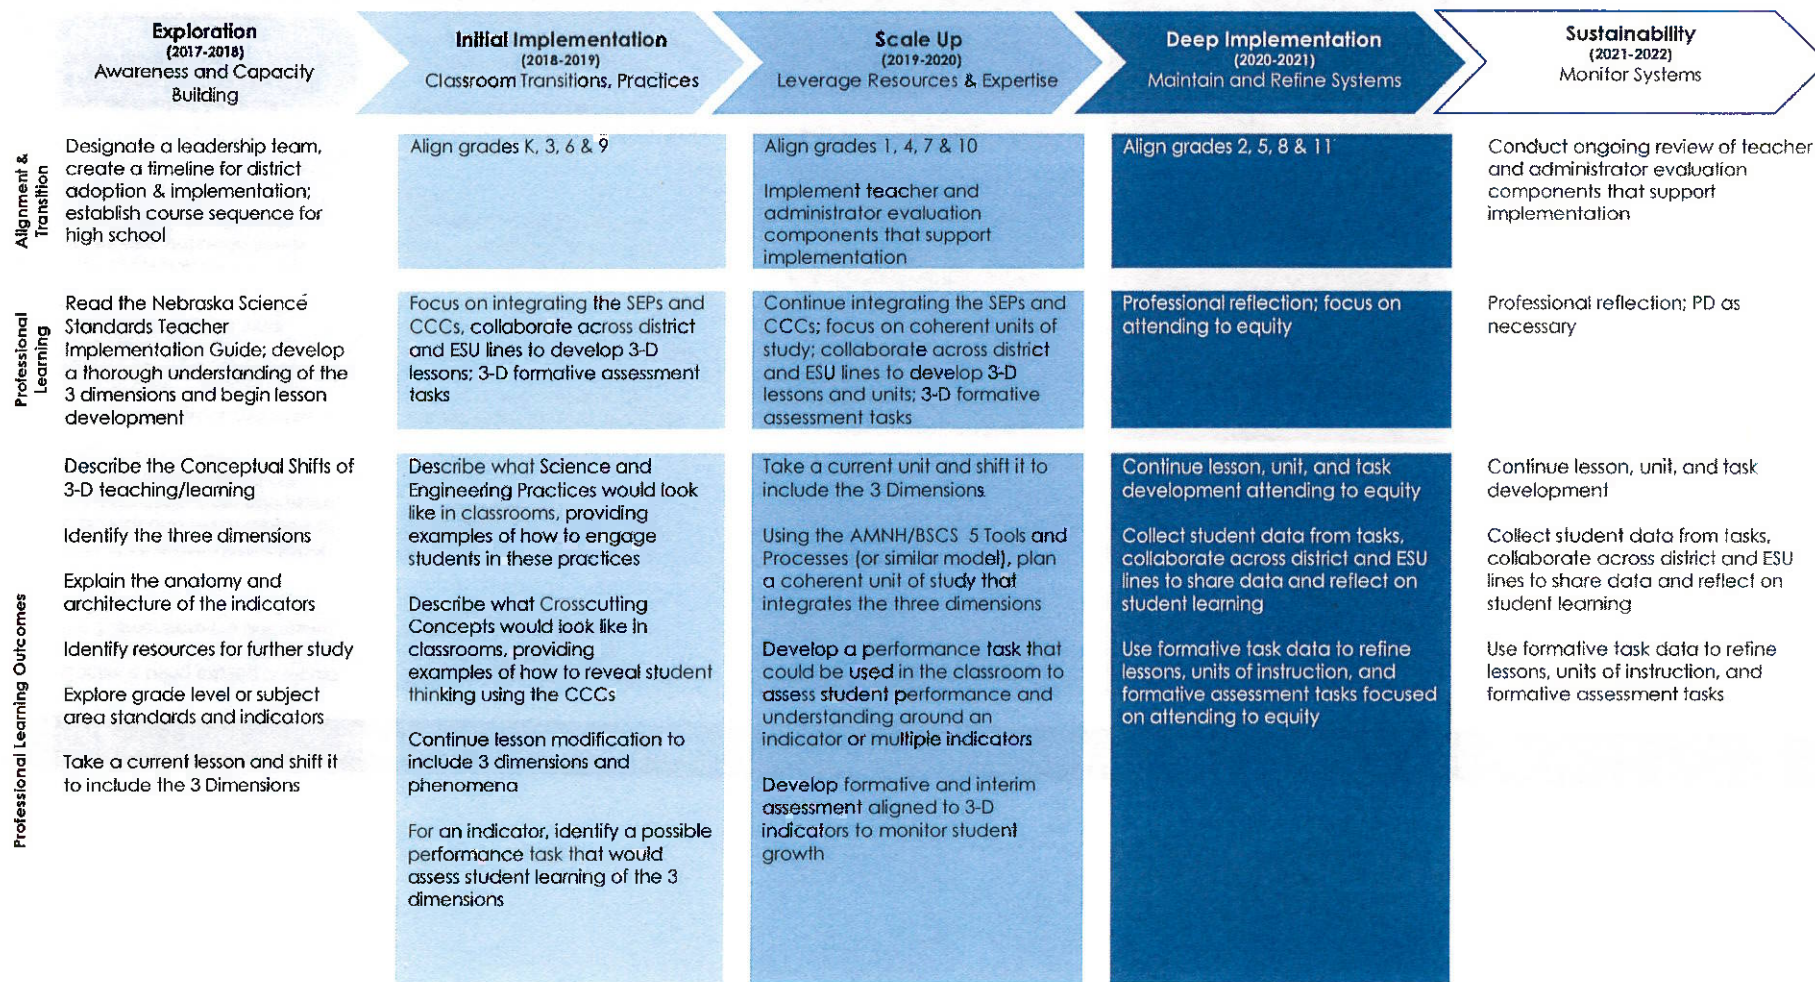 Exploration
(2017-2018)
Awareness and Capacity
Building
Initial Implementation
(2018-2019)
Classroom Transitions, Practices
Scale Up
(2019-2020)
Leverage Resources & Expertise
Deep Implementation
(2020-2021)
Maintain and Refine Systems
Sustainability
(2021-2022)
Monitor Systems
Alignment &
Transition
Designate a leadership team,
create a timeline for district
adoption & implementation;
establish course sequence for
high school
Align grades K, 3, 6 & 9
Align grades 1, 4, 7 & 10
Implement teacher and
administrator evaluation
components that support
implementation
Align grades 2, 5, 8 & 11
Conduct ongoing review of teacher
and administrator evaluation
components that support
implementation
Professional
Learning
Read the Nebraska Science
Standards Teacher
Implementation Guide; develop
a thorough understanding of the
3 dimensions and begin lesson
development
Focus on integrating the SEPs and
CCCs, collaborate across district
and ESU lines to develop 3-D
lessons; 3-D formative assessment
tasks
Continue integrating the SEPs and
CCCs; focus on coherent units of
study; collaborate across district
and ESU lines to develop 3-D
lessons and units; 3-D formative
assessment tasks
Professional reflection; focus on
attending to equity
Professional reflection; PD as
necessary
Professional Learning Outcomes
Describe the Conceptual Shifts of
3-D teaching/learning
Identify the three dimensions
Explain the anatomy and
architecture of the indicators
Identify resources for further study
Explore grade level or subject
area standards and indicators
Take a current lesson and shift it
to include the 3 Dimensions
Describe what Science and
Engineering Practices would look
like in classrooms, providing
examples of how to engage
students in these practices
Describe what Crosscutting
Concepts would look like in
classrooms, providing
examples of how to reveal student
thinking using the CCCs
Continue lesson modification to
include 3 dimensions and
phenomena
For an indicator, identify a possible
performance task that would
assess student learning of the 3
dimensions
Take a current unit and shift it to
include the 3 Dimensions
Using the AMNH/BSCS 5 Tools and
Processes (or similar model), plan
a coherent unit of study that
integrates the three dimensions
Develop a performance task that
could be used in the classroom to
assess student performance and
understanding around an
indicator or multiple indicators
Develop formative and interim
assessment aligned to 3-D
indicators to monitor student
growth
Continue lesson, unit, and task
development attending to equity
Collect student data from tasks,
collaborate across district and ESU
lines to share data and reflect on
student learning
Use formative task data to refine
lessons, units of instruction, and
formative assessment tasks focused
on attending to equity
Continue lesson, unit, and task
development
Collect student data from tasks,
collaborate across district and ESU
lines to share data and reflect on
student learning
Use formative task data to refine
lessons, units of instruction, and
formative assessment tasks